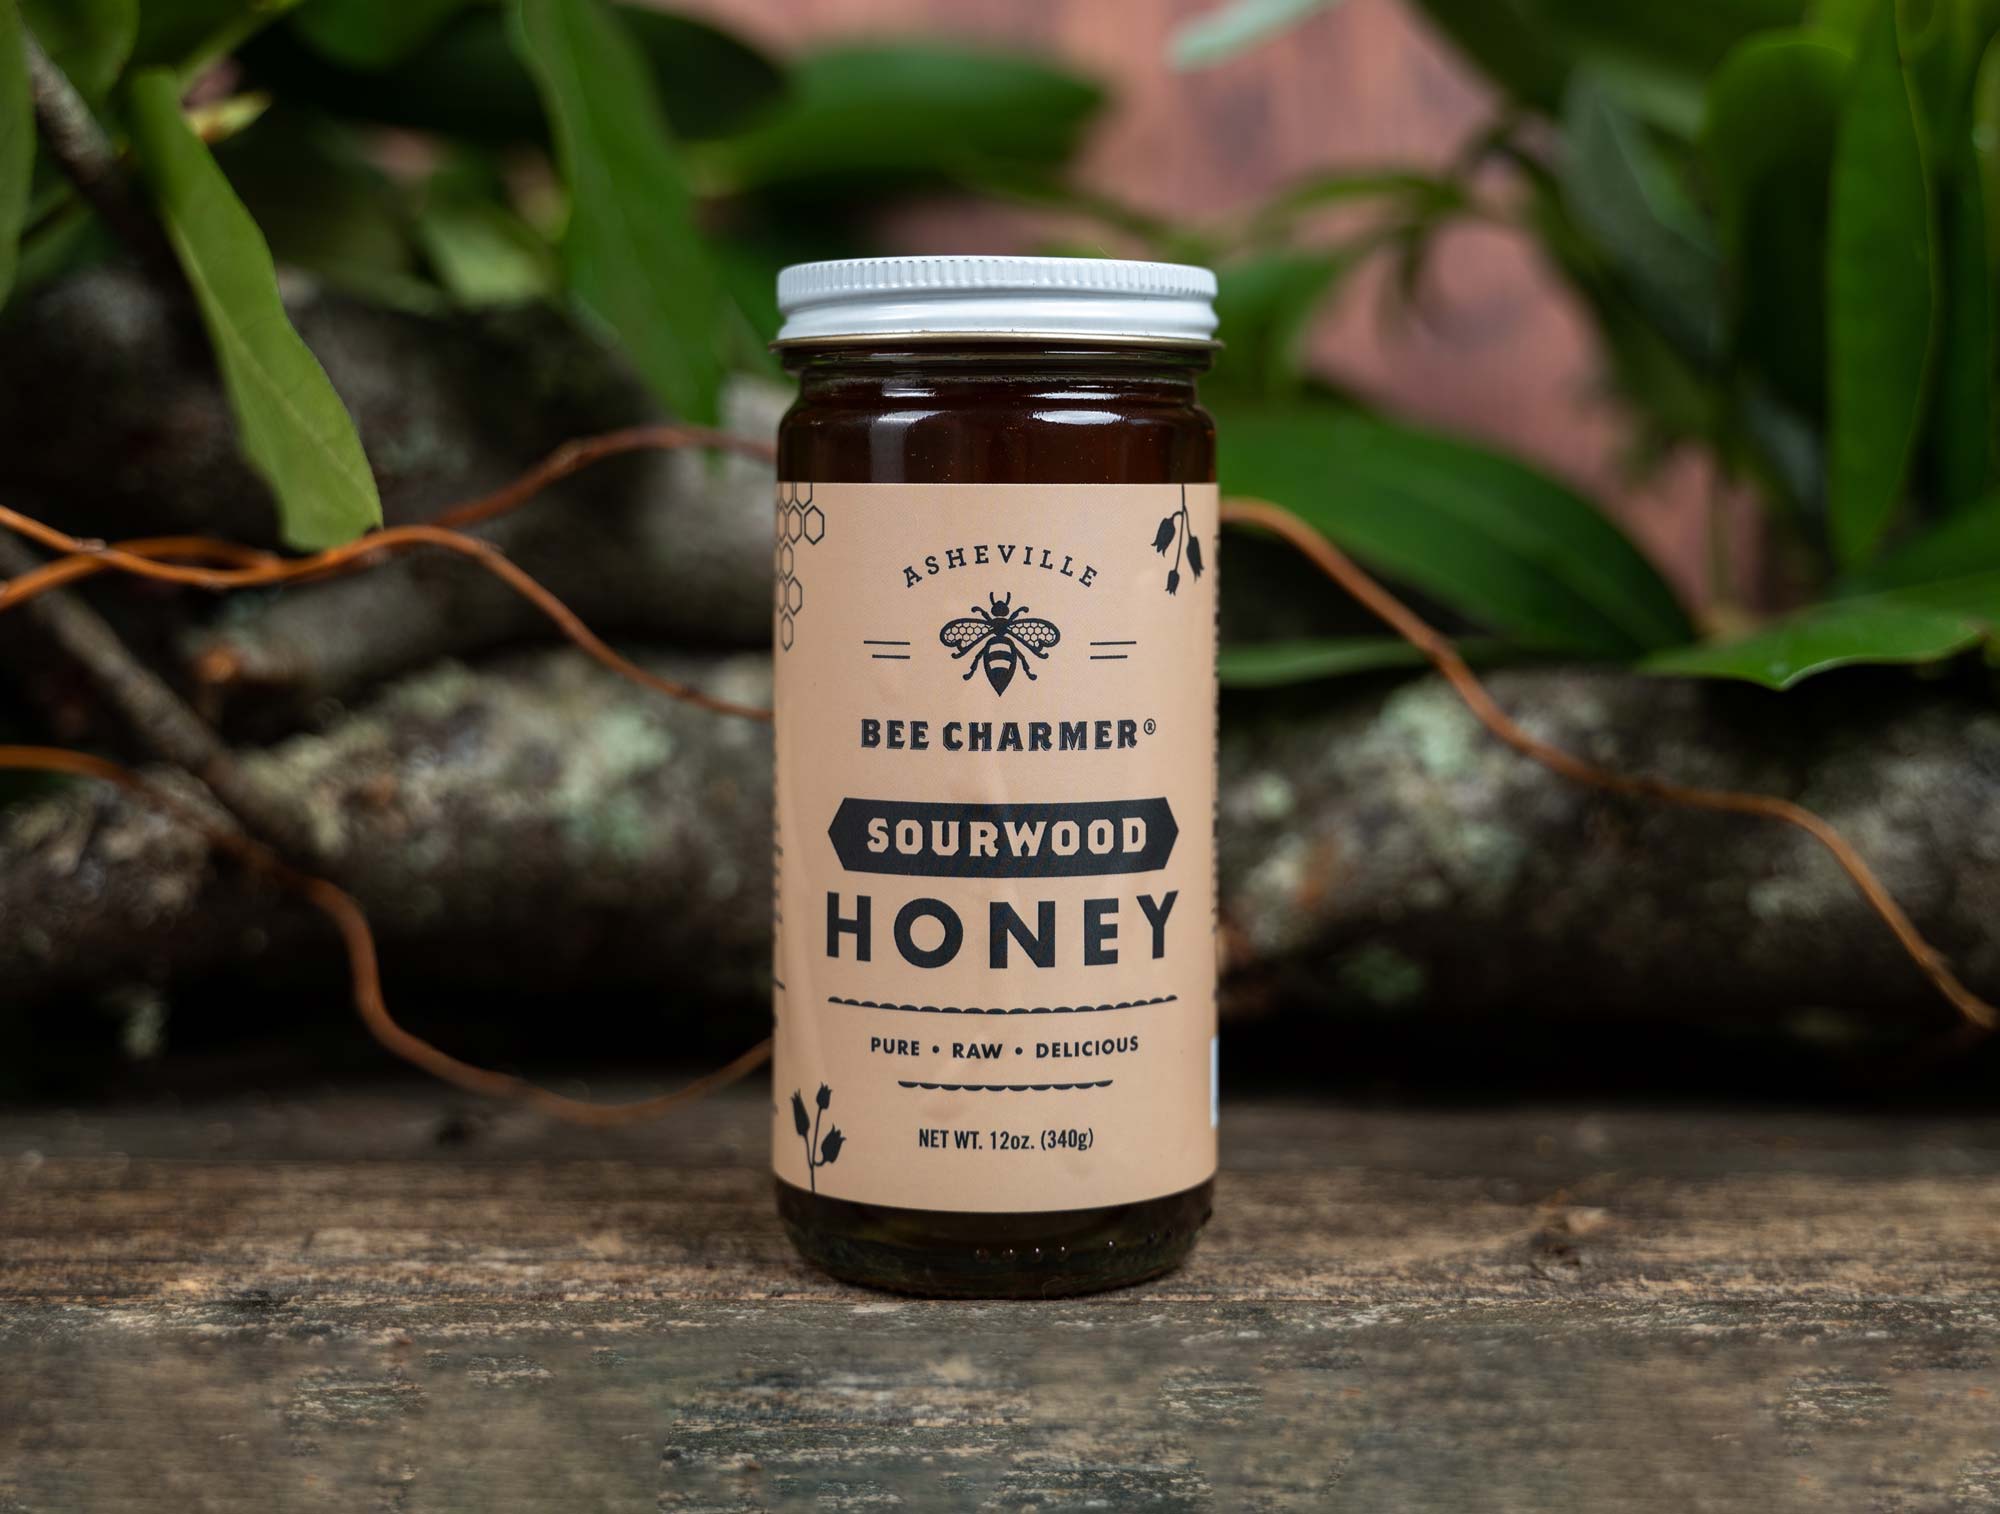 ASHEVILLE
BEE CHARMER®
SOURWOOD
HONEY
PURE • RAW • DELICIOUS
NET WT. 12oz. (340g)